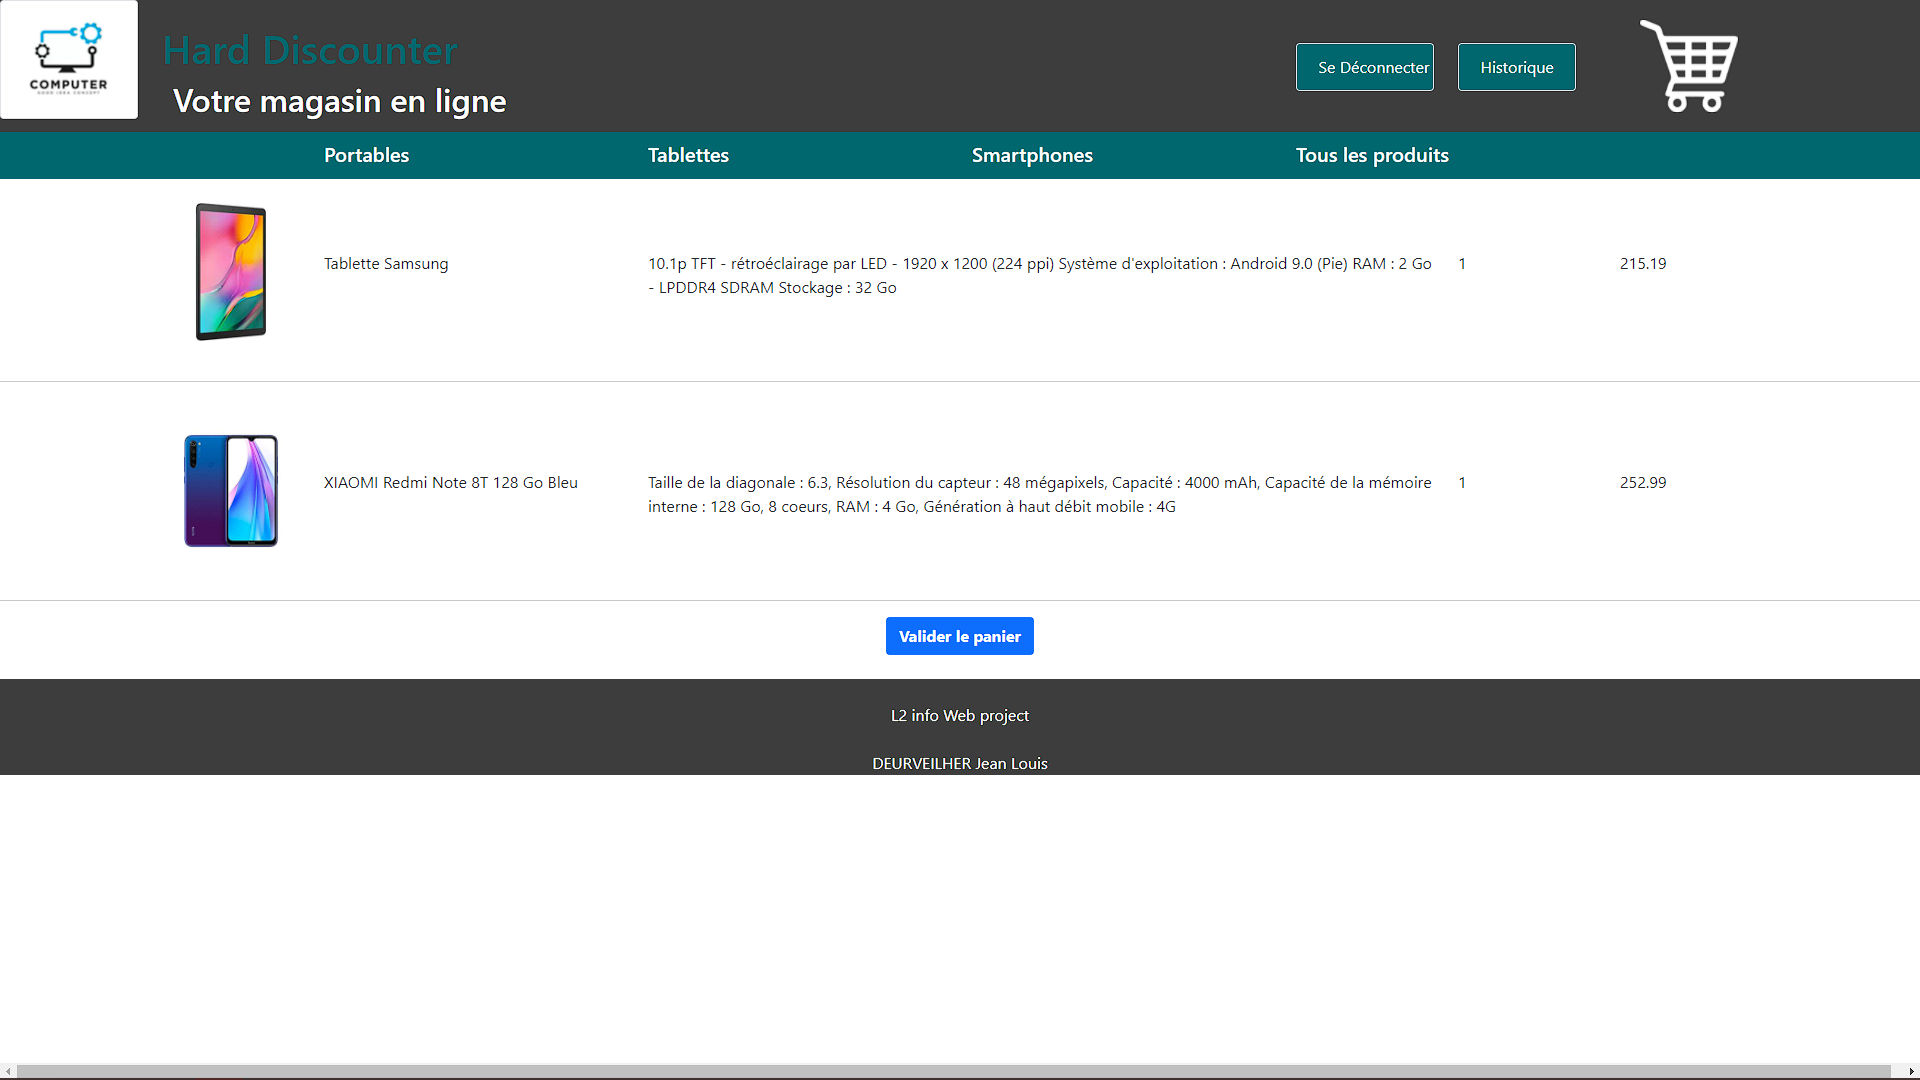 COMPUTER
Hard Discounter
Votre magasin en ligne
Se Déconnecter
Historique
Portables
Tablettes
Smartphones
Tous les produits
Tablette Samsung
10.1p TFT - rétroéclairage par LED - 1920 x 1200 (224 ppi) Système d'exploitation : Android 9.0 (Pie) RAM : 2 Go
- LPDDR4 SDRAM Stockage : 32 Go
1
215.19
XIAOMI Redmi Note 8T 128 Go Bleu
Taille de la diagonale : 6.3, Résolution du capteur : 48 mégapixels, Capacité : 4000 mAh, Capacité de la mémoire
interne : 128 Go, 8 coeurs, RAM : 4 Go, Génération à haut débit mobile : 4G
1
252.99
Valider le panier
L2 info Web project
DEURVEILHER Jean Louis